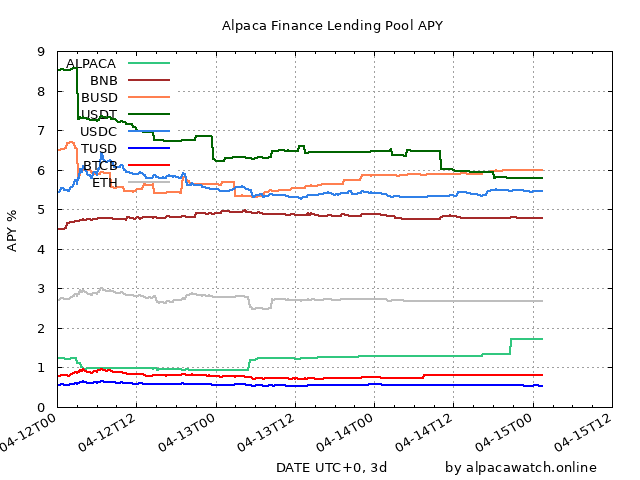 Alpaca Finance Lending Pool APY
9
8
7
6
5
4
3
2
1
0
APY %
ALPACA
BNB
BUSD
USDT
USDC
TUSD
BTCB
ETH
04-12T00
04-12T12
04-13T00
04-13T12
04-14T00
04-14T12
04-15T00
04-15T12
DATE UTC+0, 3d
by alpacawatch.online